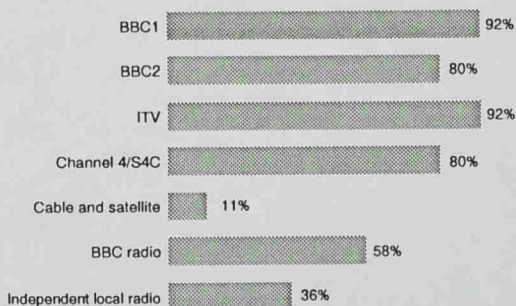 BBC1 92%
BBC2 80%
ITV 92%
Channel 4/S4C 80%
Cable and satellite 11%
BBC radio 58%
Independent local radio 36%